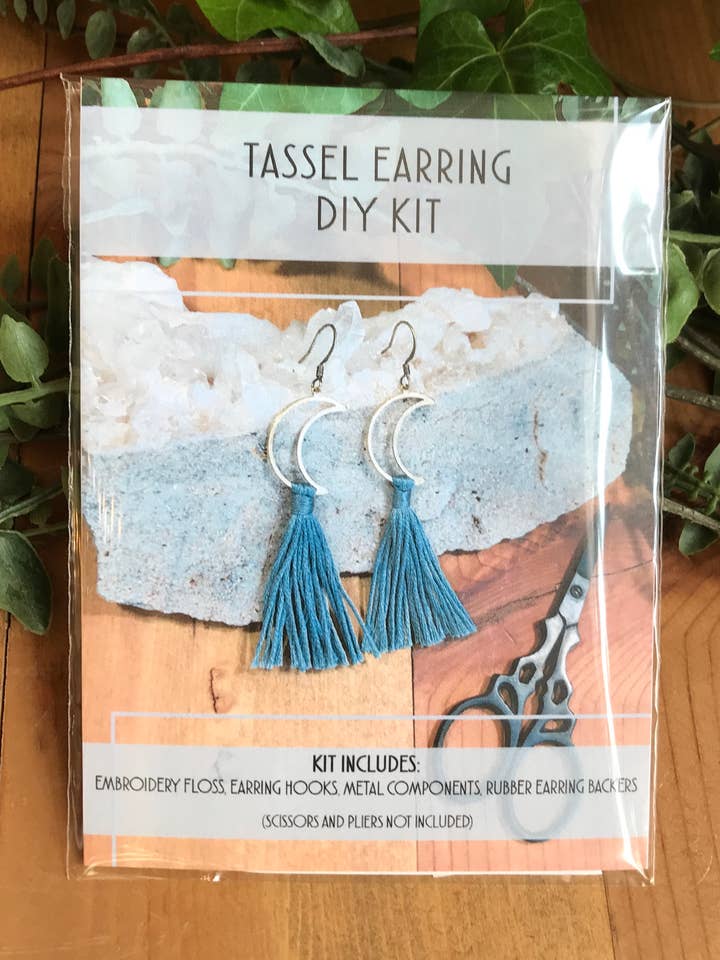 TASSEL EARRING
DIY KIT
KIT INCLUDES:
EMBROIDERY FLOSS, EARRING HOOKS, METAL COMPONENTS, RUBBER EARRING BACKERS
(SCISSORS AND PLIERS NOT INCLUDED)